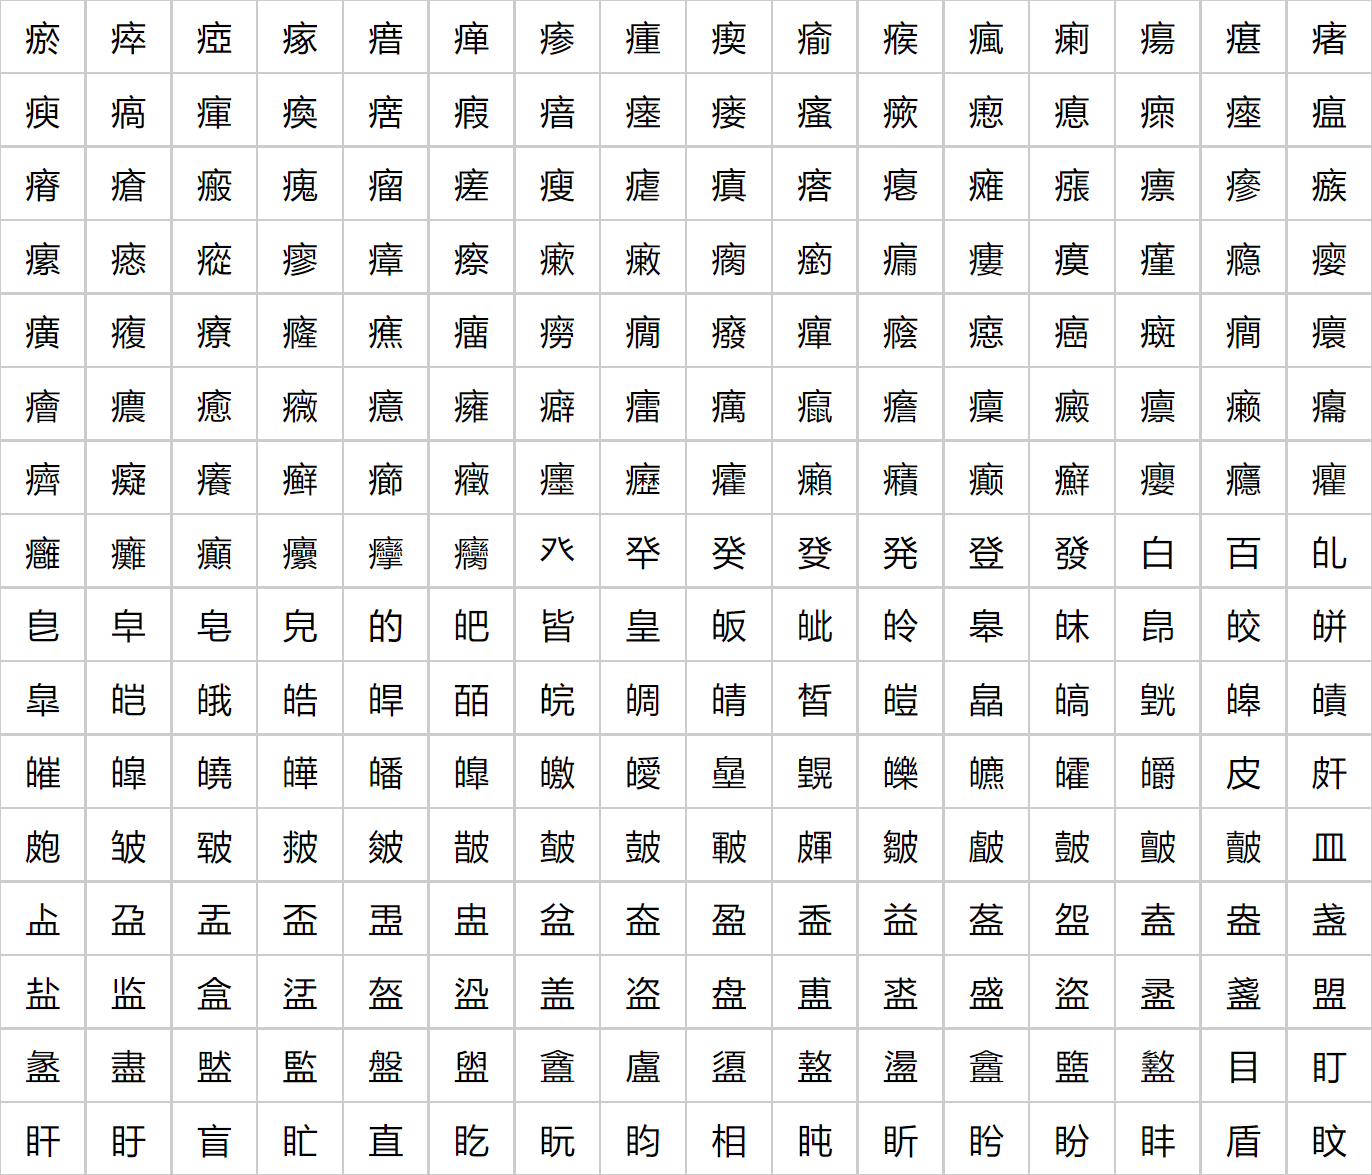 瘀 瘁 瘂 瘃 瘄 瘅 瘆 瘇 瘈 瘉 瘊 瘋 瘌 瘍 瘎 瘏
瘐 瘑 瘒 瘓 瘔 瘕 瘖 瘗 瘘 瘙 瘚 瘛 瘜 瘝 瘞 瘟
瘠 瘡 瘢 瘣 瘤 瘥 瘦 瘧 瘨 瘩 瘪 瘫 瘬 瘭 瘮 瘯
瘰 瘱 瘲 瘳 瘴 瘵 瘶 瘷 瘸 瘹 瘺 瘻 瘼 瘽 瘾 瘿
癀 癁 療 癃 癄 癅 癆 癇 癈 癉 癊 癋 癌 癍 癎 癏
癐 癑 癒 癓 癔 癕 癖 癗 癘 癙 癚 癛 癜 癝 癞 癟
癠 癡 癢 癣 癤 癥 癦 癧 癨 癩 癪 癫 癬 癭 癮 癯
癰 癱 癲 癳 癴 癵 癶 癷 癸 癹 発 登 發 白 百 癿
皀 皁 皂 皃 的 皅 皆 皇 皈 皉 皊 皋 皌 皍 皎 皏
皐 皑 皒 皓 皔 皕 皖 皗 皘 皙 皚 皛 皜 皝 皞 皟
皠 皡 皢 皣 皤 皥 皦 皧 皨 皩 皪 皫 皬 皭 皮 皯
皰 皱 皲 皳 皴 皵 皶 皷 皸 皹 皺 皻 皼 皽 皾 皿
盀 盁 盂 盃 盄 盅 盆 盇 盈 盉 益 盋 盌 盍 盎 盏
盐 监 盒 盓 盔 盕 盖 盗 盘 盙 盚 盛 盜 盝 盞 盟
盠 盡 盢 監 盤 盥 盦 盧 盨 盩 盪 盫 盬 盭 目 盯
盰 盱 盲 盳 直 盵 盶 盷 相 盹 盺 盻 盼 盽 盾 盿